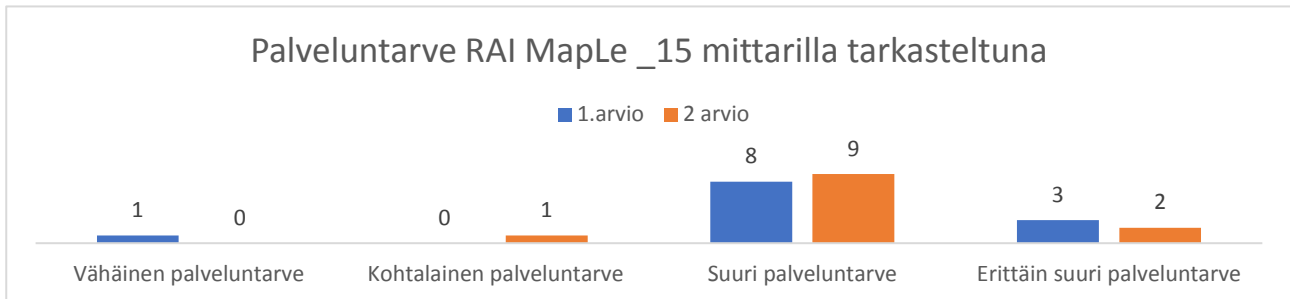 Palveluntarve RAI MapLe _15 mittarilla tarkasteltuna
1.arvio 2 arvio
1 0 0 1 8 9 3 2
Vähäinen palveluntarve Kohtalainen palveluntarve Suuri palveluntarve Erittäin suuri palveluntarve